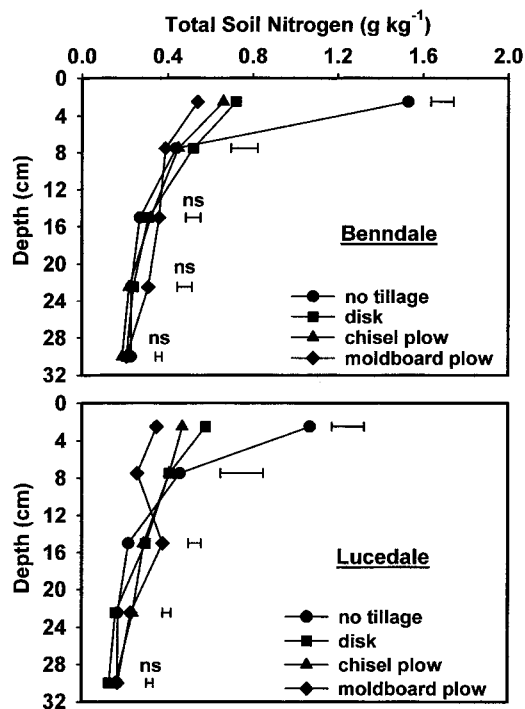 Total Soil Nitrogen (g kg⁻¹)
0.0 0.4 0.8 1.2 1.6 2.0
0
4
8
12
16
20
24
28
32
Depth (cm)
ns
ns
ns
Benndale
no tillage
disk
chisel plow
moldboard plow
0
4
8
12
16
22
26
28
32
Depth (cm)
ns
Lucedale
no tillage
disk
chisel plow
moldboard plow